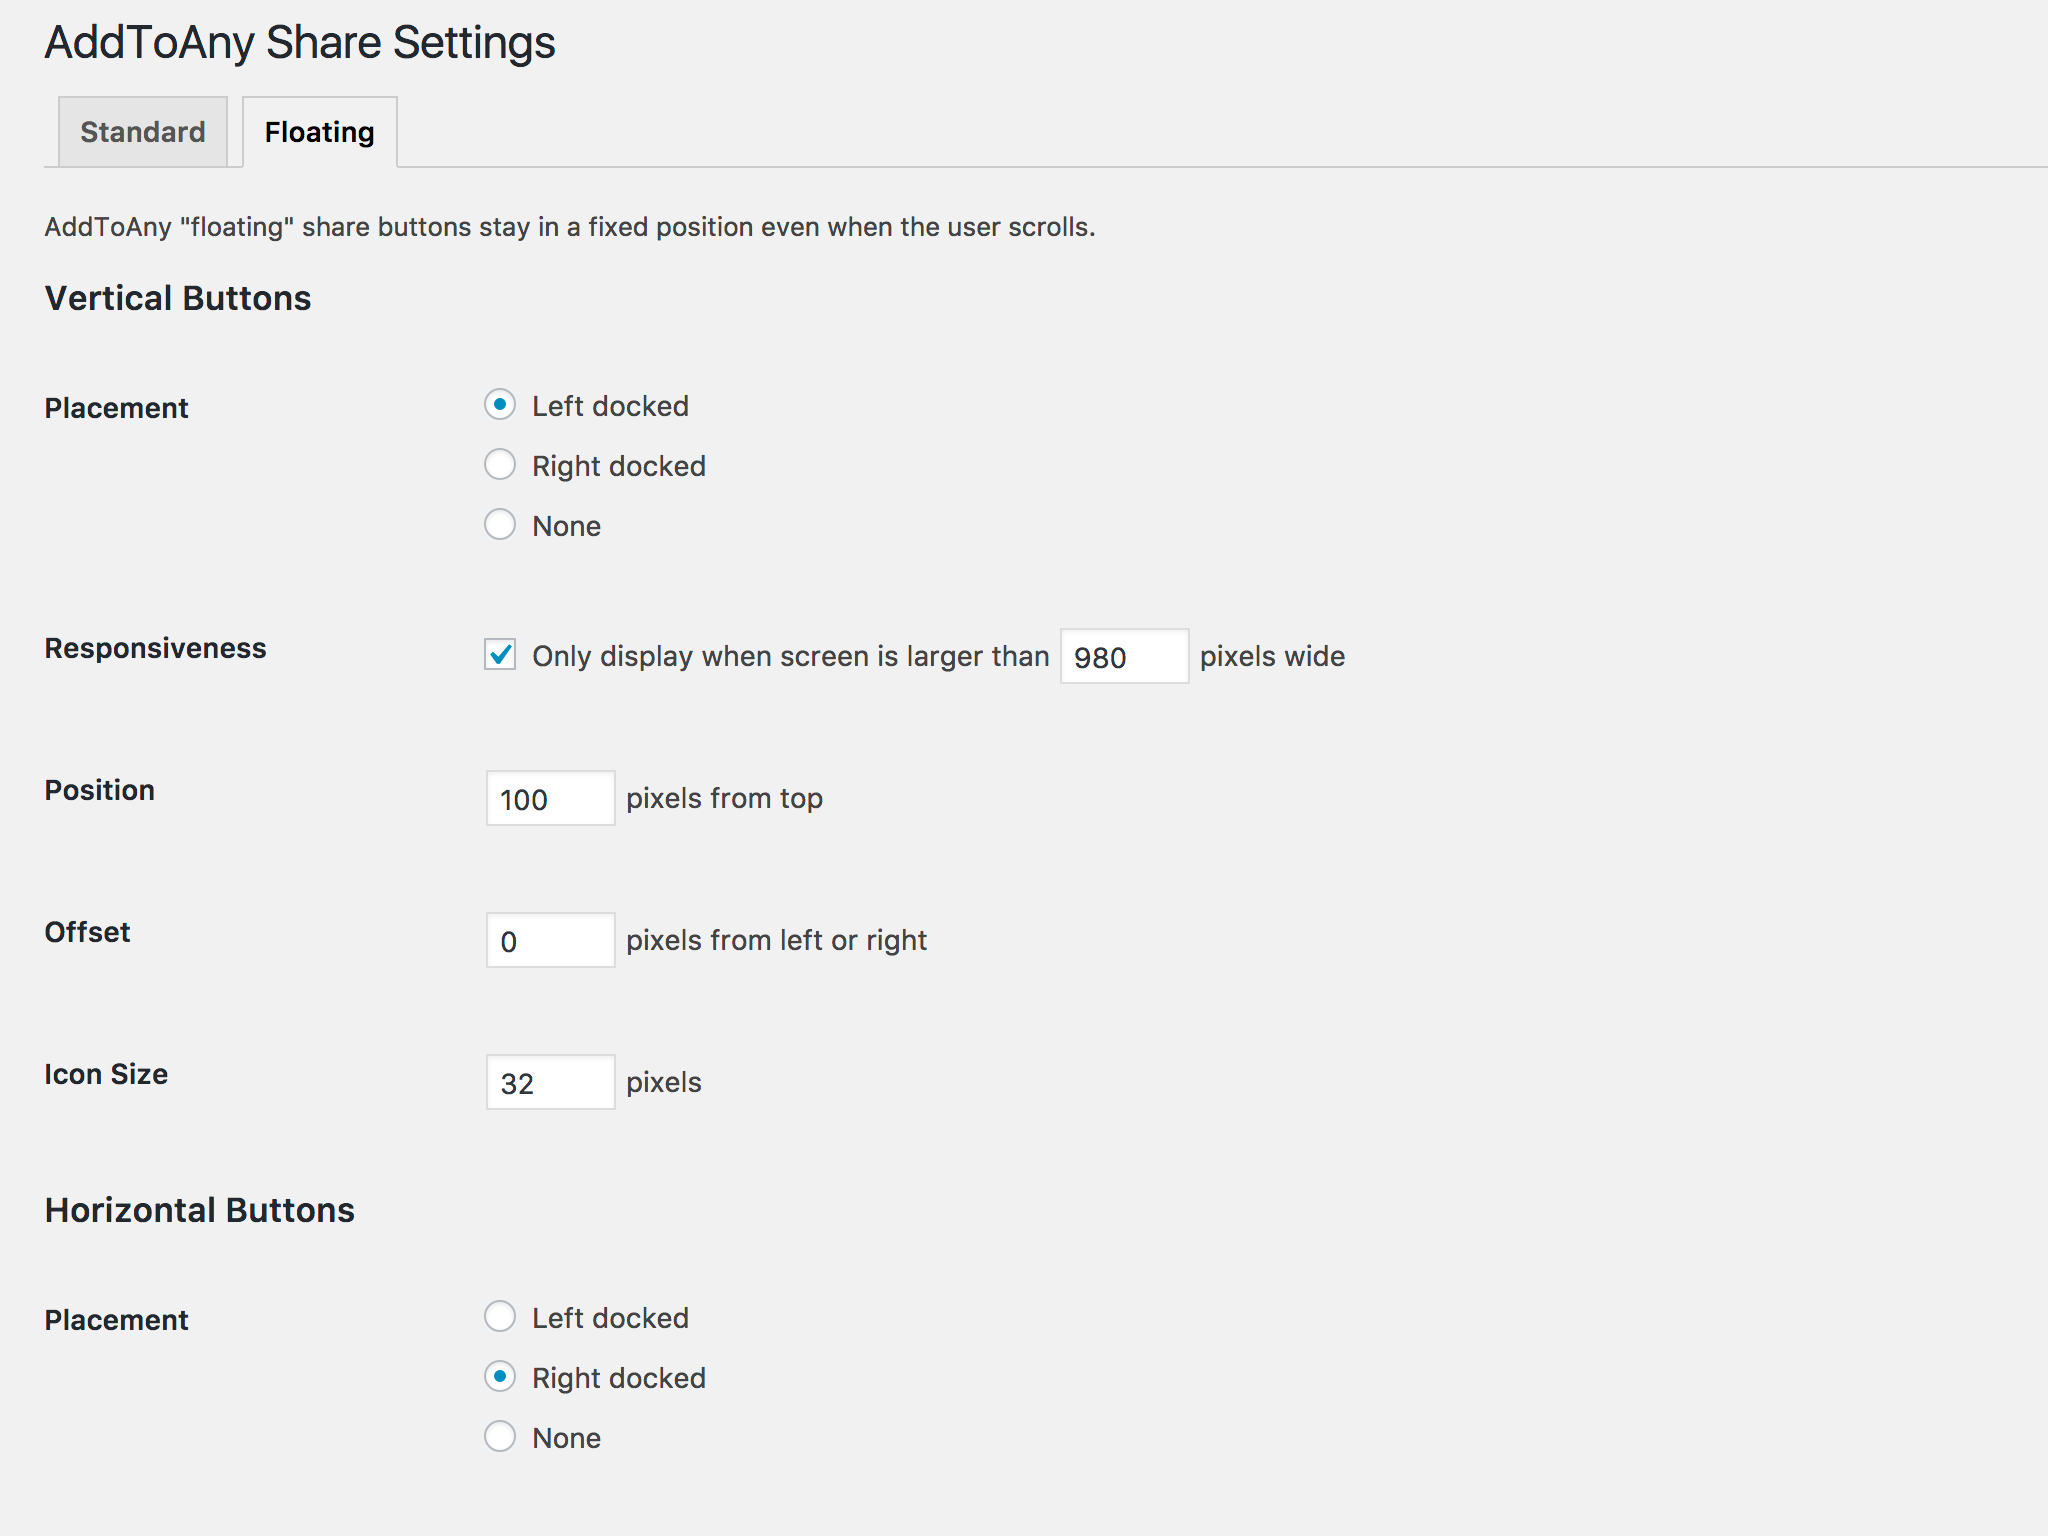 AddToAny Share Settings
Standard
Floating
AddToAny "floating" share buttons stay in a fixed position even when the user scrolls.
Vertical Buttons
Placement
Left docked
Right docked
None
Responsiveness
Only display when screen is larger than 980 pixels wide
Position
100 pixels from top
Offset
0 pixels from left or right
Icon Size
32 pixels
Horizontal Buttons
Placement
Left docked
Right docked
None